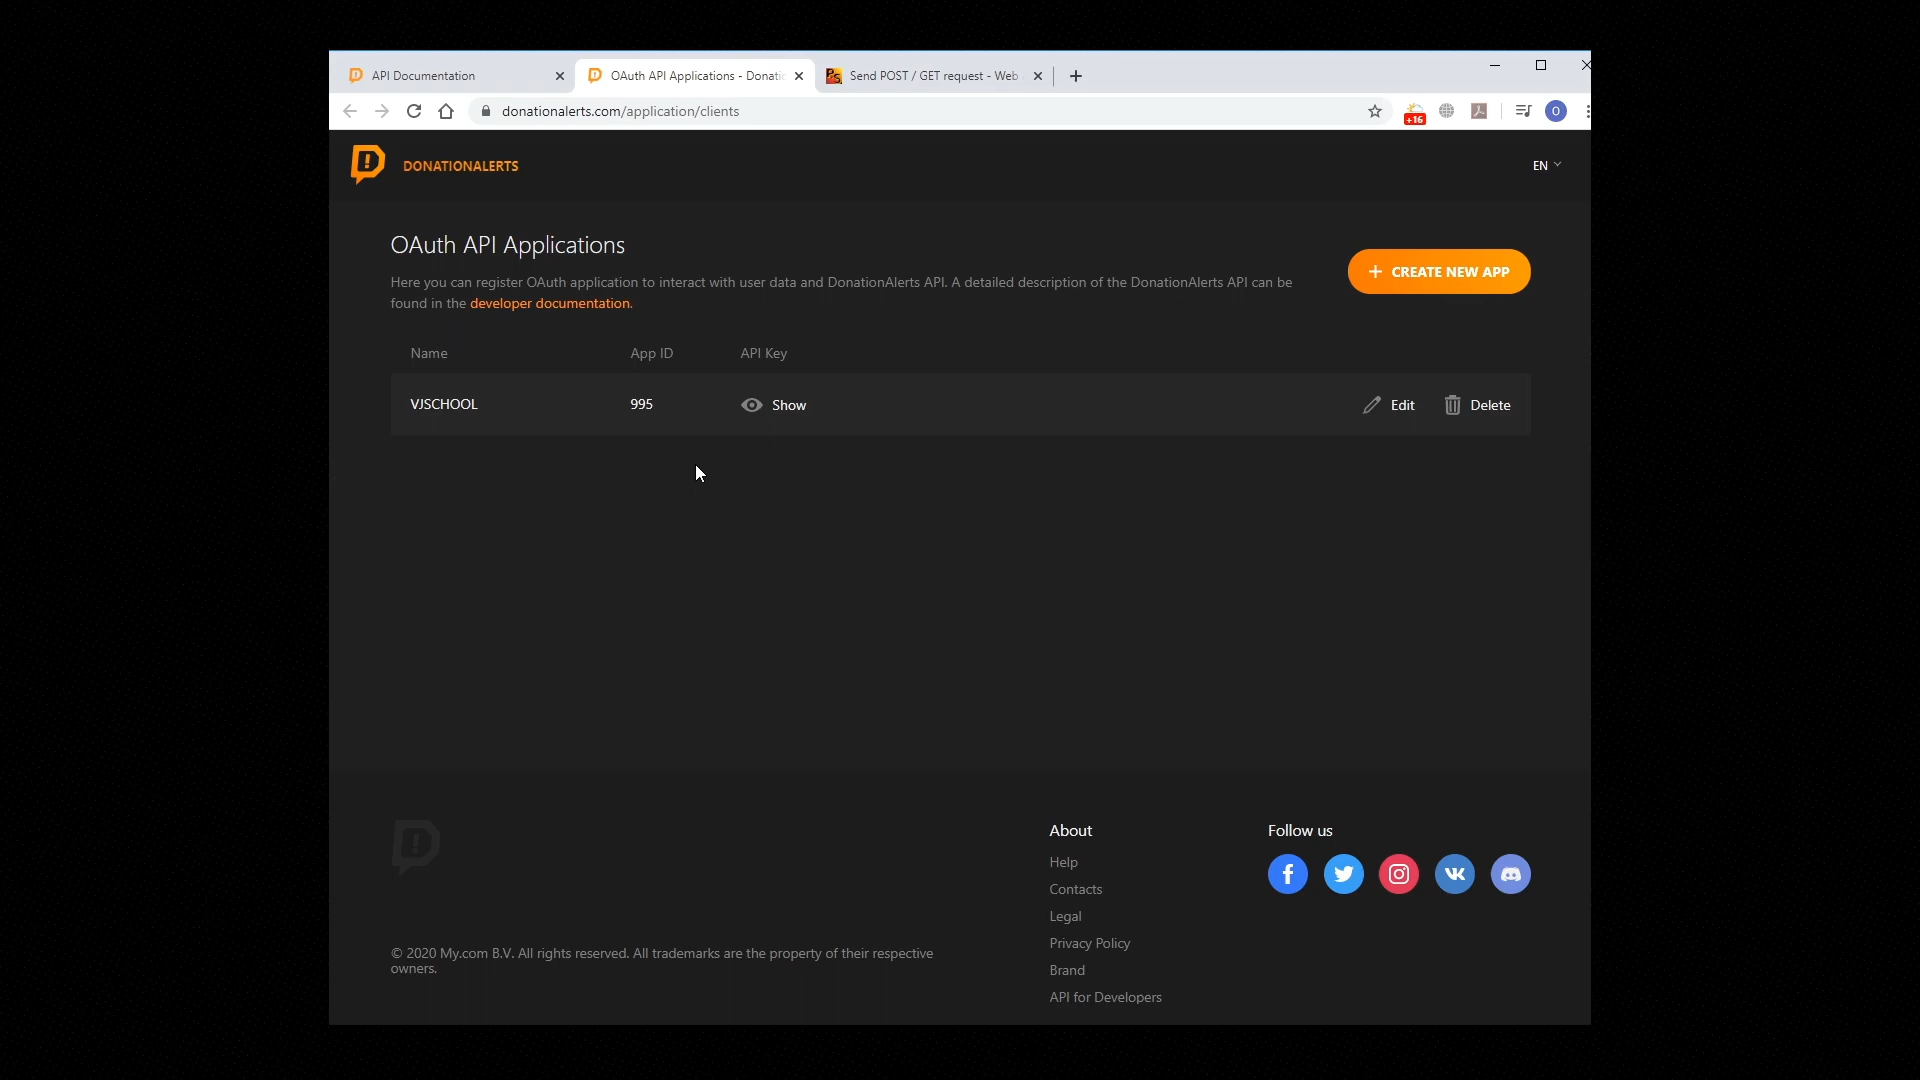 API Documentation
OAuth API Applications - Donatio
Send POST / GET request - Web
donationalerts.com/application/clients
+16
O
DONATIONALERTS
EN
OAuth API Applications
Here you can register OAuth application to interact with user data and DonationAlerts API. A detailed description of the DonationAlerts API can be
found in the developer documentation.
+ CREATE NEW APP
Name App ID API Key
VJSCHOOL 995 Show Edit Delete
About
Help
Contacts
Legal
Privacy Policy
Brand
API for Developers
Follow us
© 2020 My.com B.V. All rights reserved. All trademarks are the property of their respective
owners.